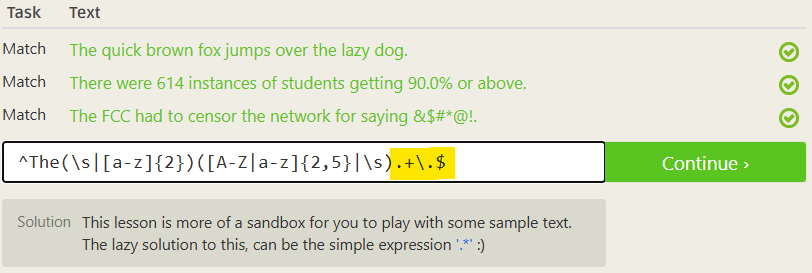 Task Text
Match The quick brown fox jumps over the lazy dog.
Match There were 614 instances of students getting 90.0% or above.
Match The FCC had to censor the network for saying &$#*@!.
^The(\s|[a-z]{2})([A-Z|a-z]{2,5}|\s).+\.$ Continue ›
Solution This lesson is more of a sandbox for you to play with some sample text.
The lazy solution to this, can be the simple expression '.*' :)